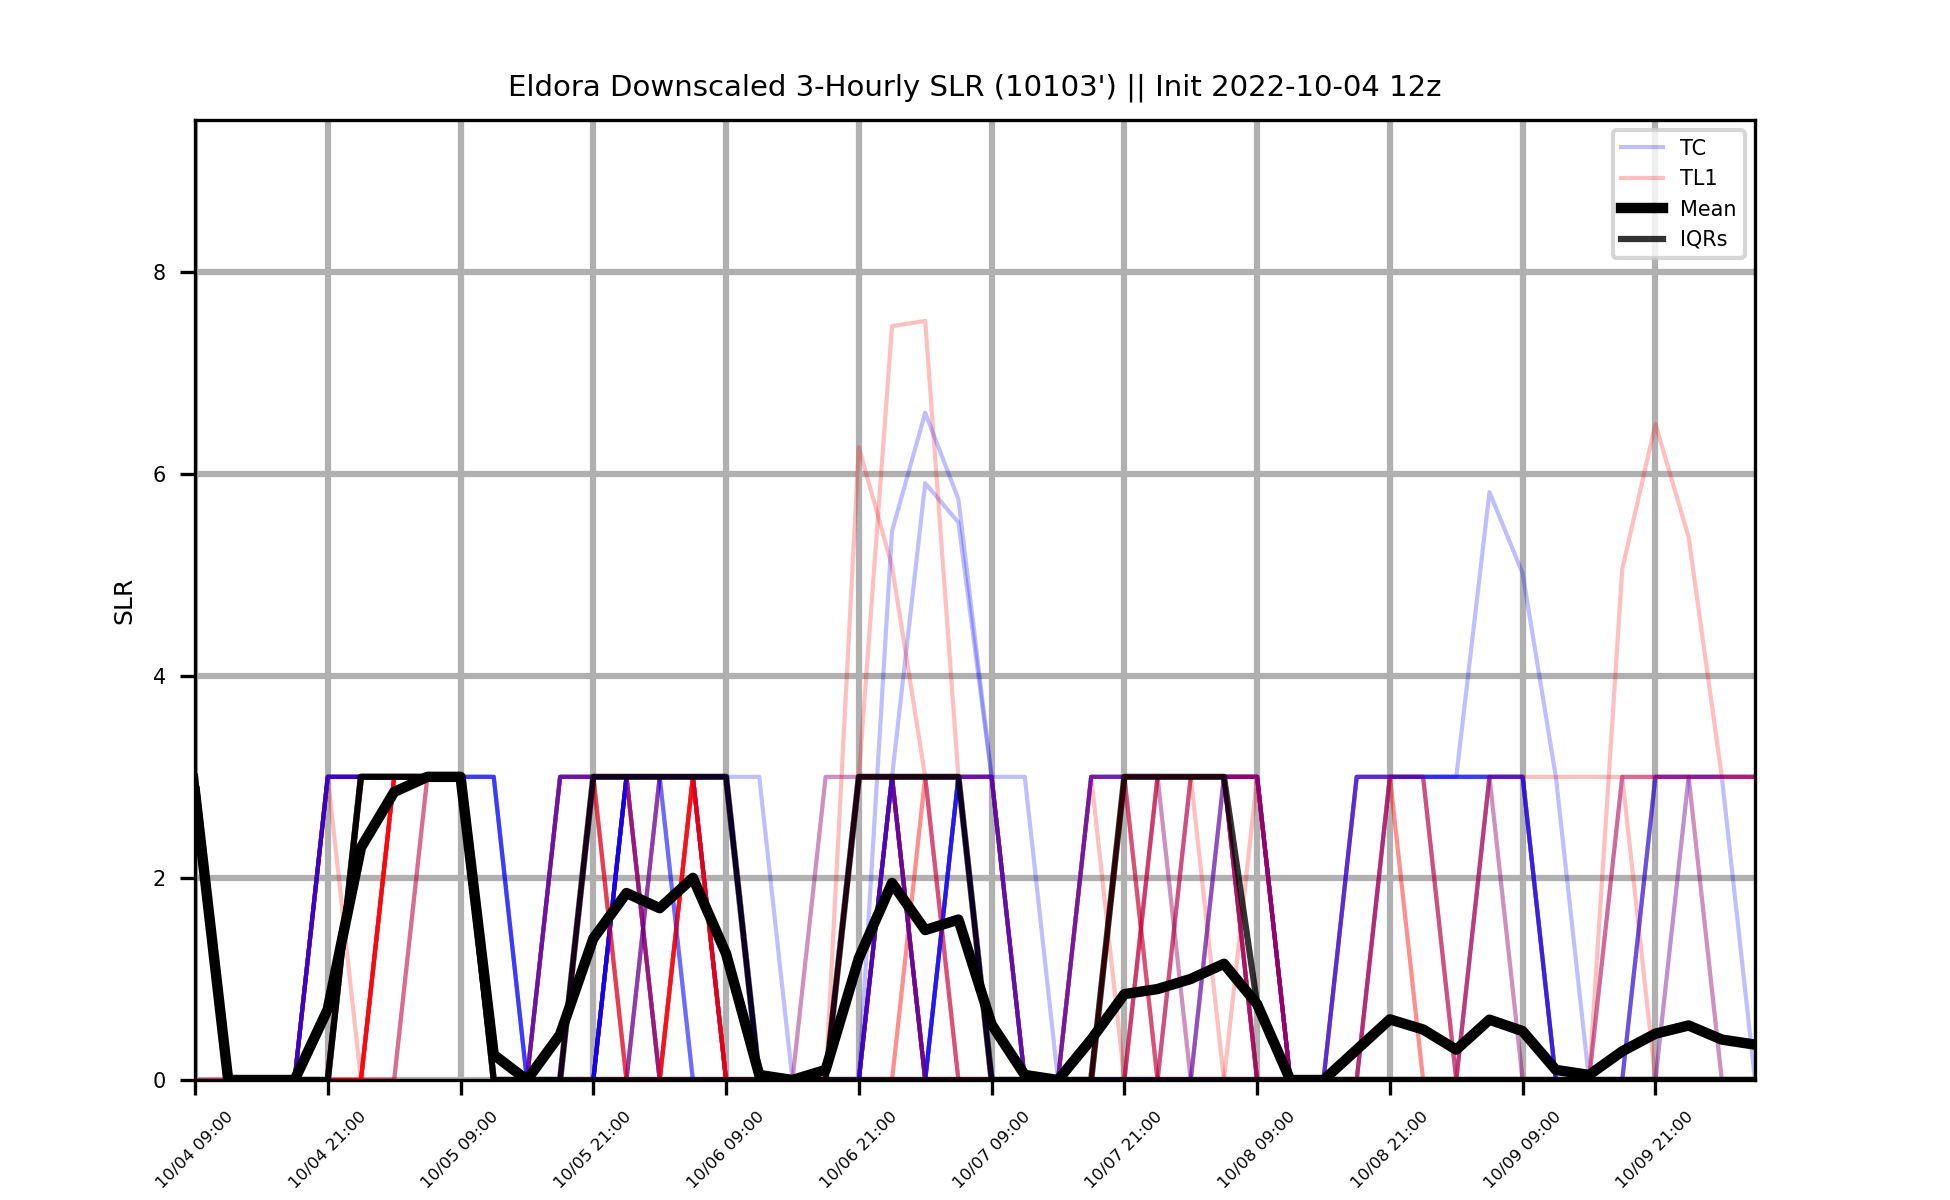 Eldora Downscaled 3-Hourly SLR (10103') || Init 2022-10-04 12z
TC
TL1
Mean
IQRs
SLR
8
6
4
2
0
10/04 09:00
10/04 21:00
10/05 09:00
10/05 21:00
10/06 09:00
10/06 21:00
10/07 09:00
10/07 21:00
10/08 09:00
10/08 21:00
10/09 09:00
10/09 21:00